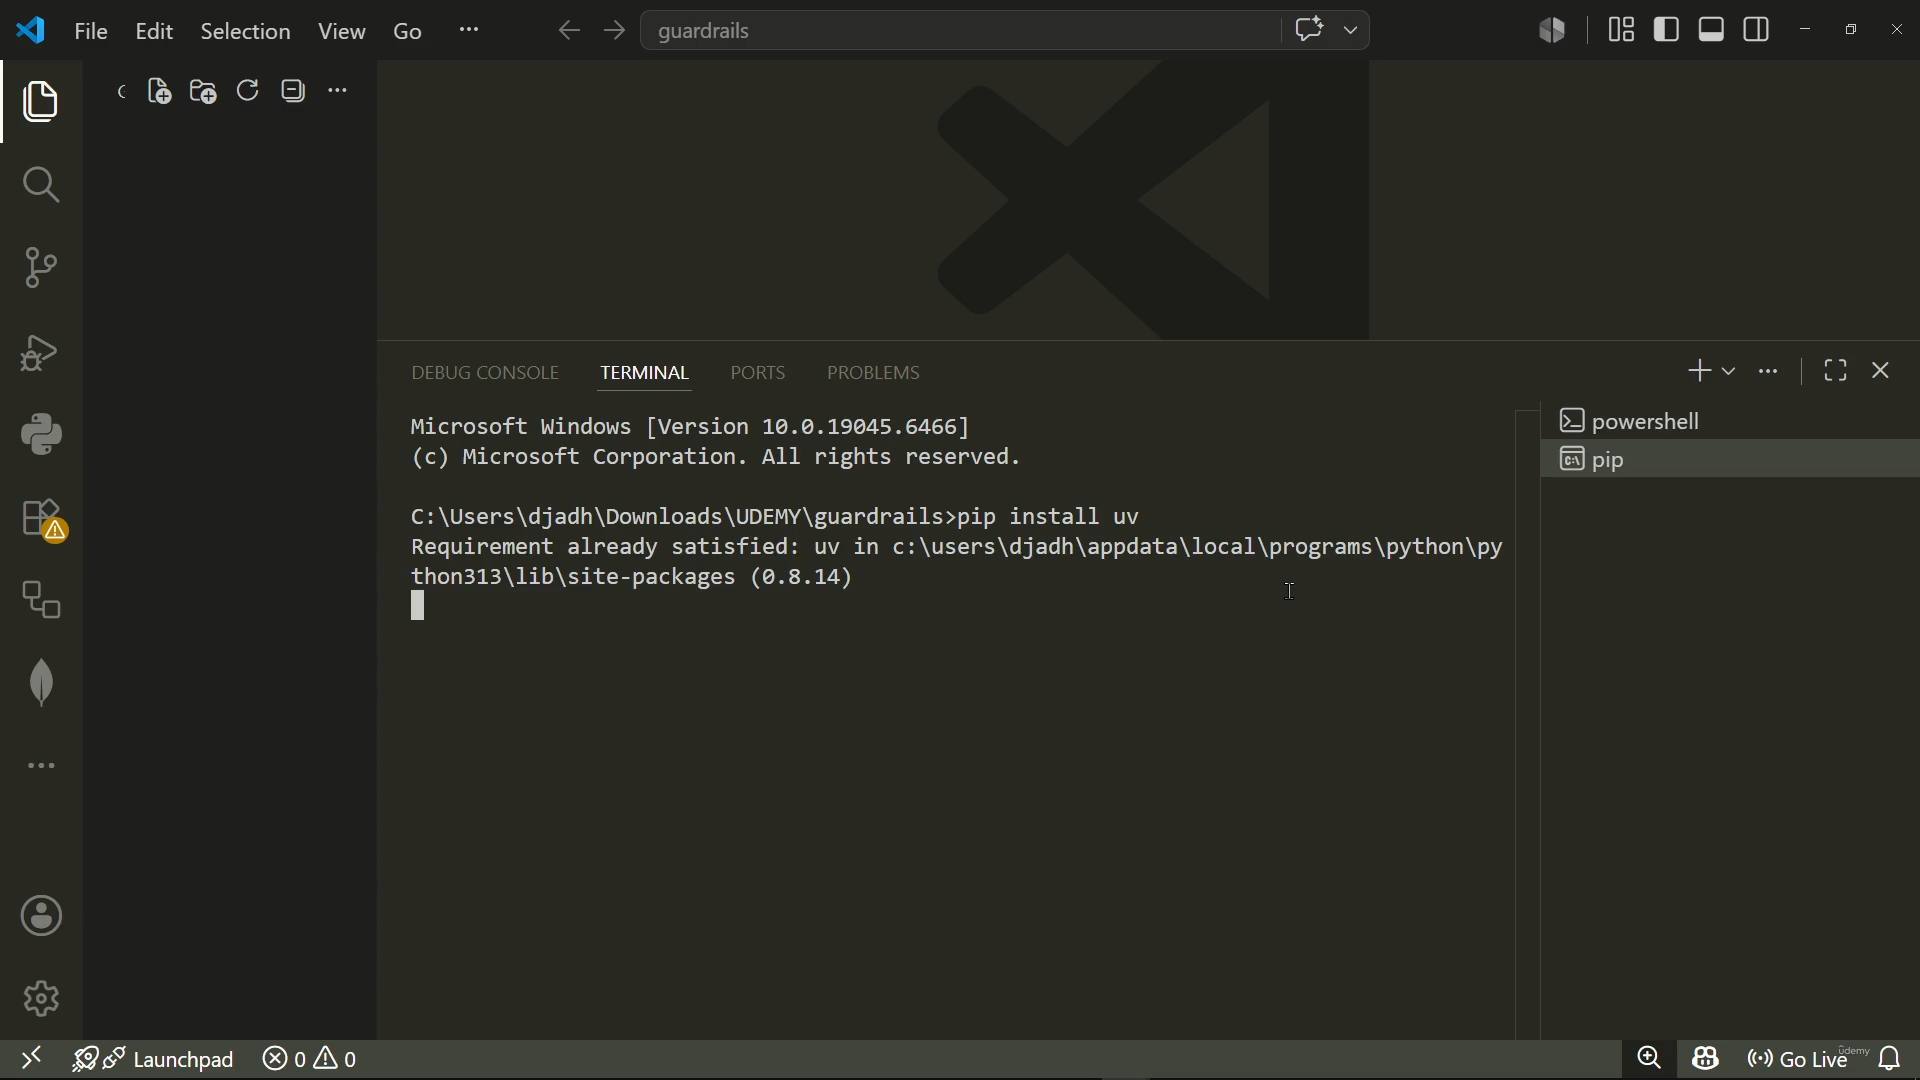 File Edit Selection View Go
guardrails
DEBUG CONSOLE TERMINAL PORTS PROBLEMS
Microsoft Windows [Version 10.0.19045.6466]
(c) Microsoft Corporation. All rights reserved.
C:\Users\djadh\Downloads\UDEMY\guardrails>pip install uv
Requirement already satisfied: uv in c:\users\djadh\appdata\local\programs\python\py
thon313\lib\site-packages (0.8.14)
powershell
pip
Launchpad 0 0
Go Live
udemy